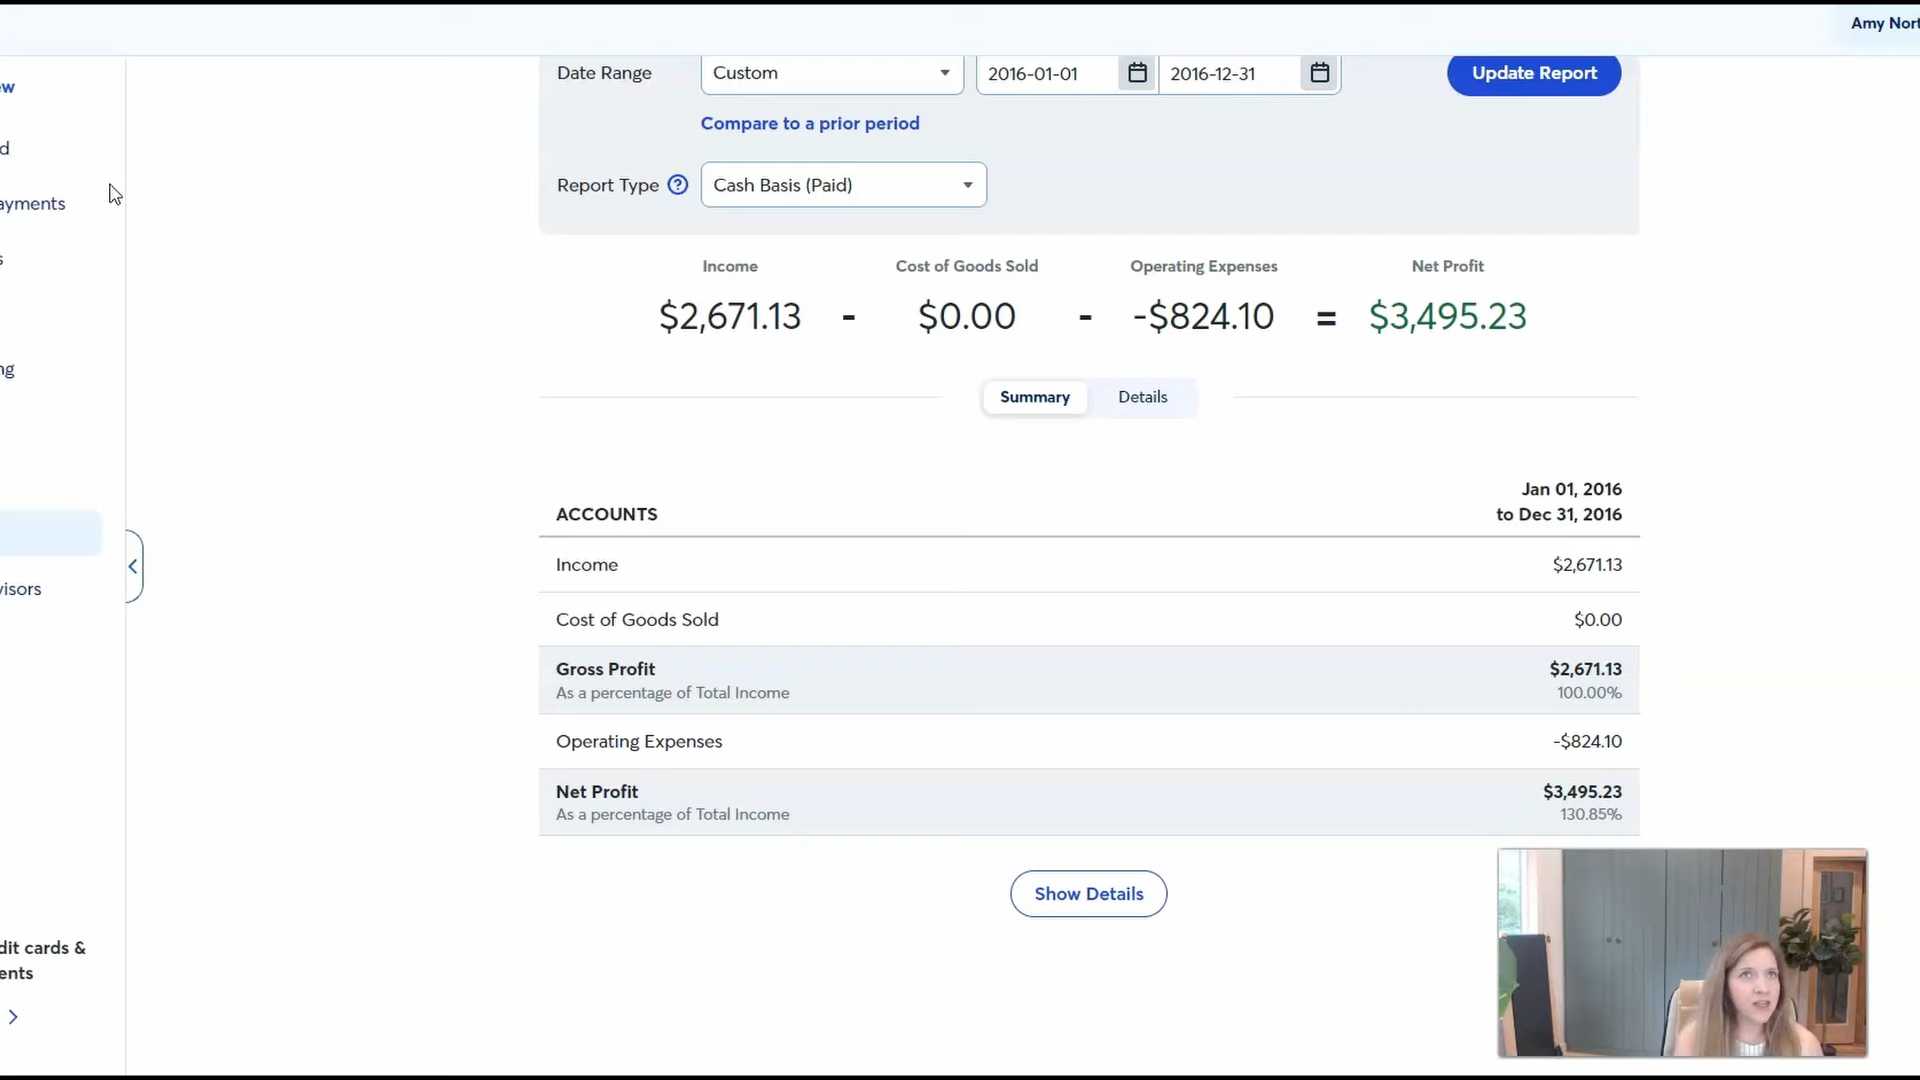 Amy Nort
ew
d
ayments
s
ng
visors
dit cards &
ents
Date Range
Custom
2016-01-01
2016-12-31
Update Report
Compare to a prior period
Report Type ?
Cash Basis (Paid)
Income
Cost of Goods Sold
Operating Expenses
Net Profit
$2,671.13 - $0.00 - -$824.10 = $3,495.23
Summary
Details
Jan 01, 2016
ACCOUNTS
to Dec 31, 2016
Income $2,671.13
Cost of Goods Sold $0.00
Gross Profit $2,671.13
As a percentage of Total Income 100.00%
Operating Expenses -$824.10
Net Profit $3,495.23
As a percentage of Total Income 130.85%
Show Details